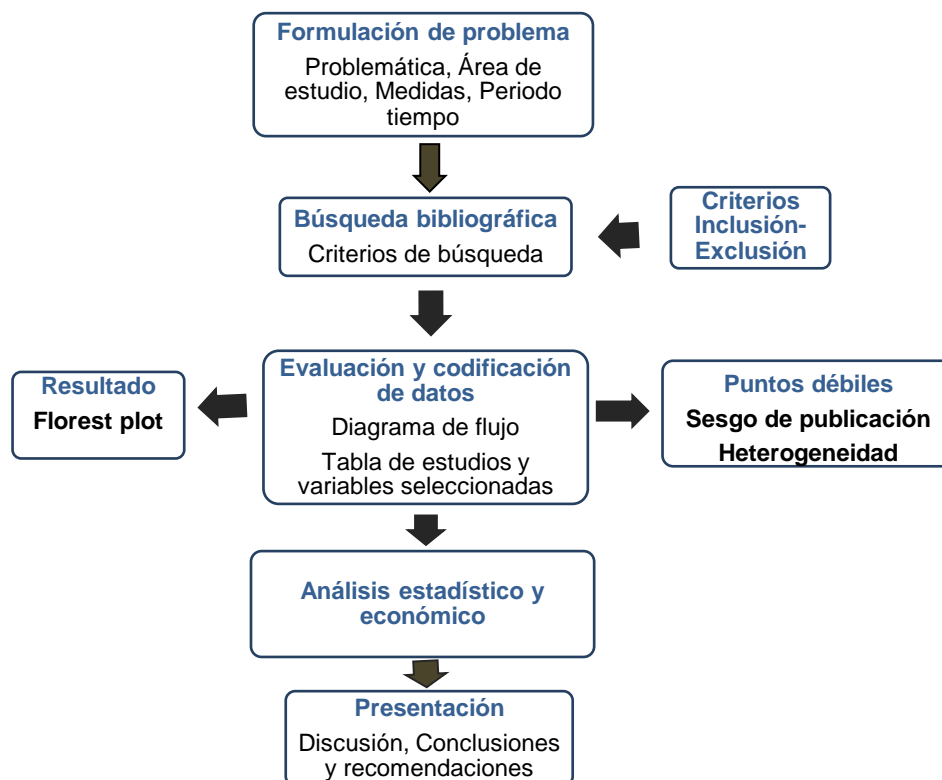 Formulación de problema
Problemática, Área de
estudio, Medidas, Periodo
tiempo
Búsqueda bibliográfica
Criterios de búsqueda
Criterios
Inclusión-
Exclusión
Evaluación y codificación
de datos
Diagrama de flujo
Tabla de estudios y
variables seleccionadas
Resultado
Florest plot
Puntos débiles
Sesgo de publicación
Heterogeneidad
Análisis estadístico y
económico
Presentación
Discusión, Conclusiones
y recomendaciones